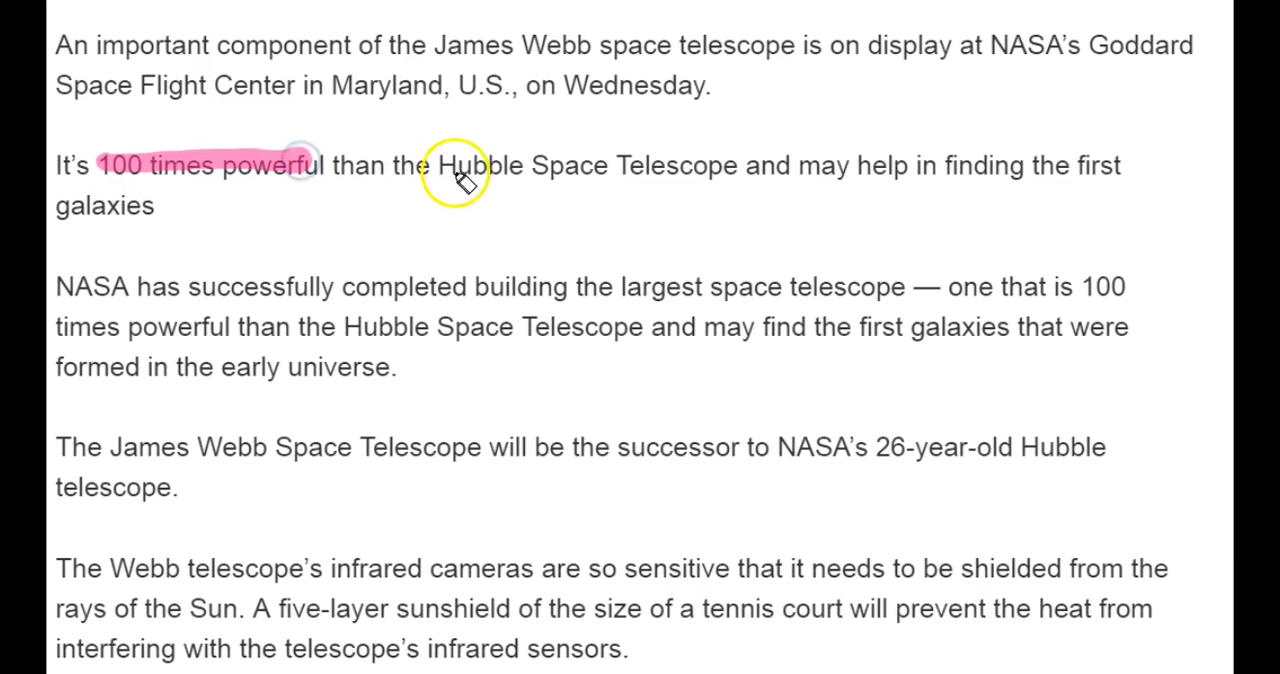 An important component of the James Webb space telescope is on display at NASA’s Goddard
Space Flight Center in Maryland, U.S., on Wednesday.
It’s 100 times powerful than the Hubble Space Telescope and may help in finding the first
galaxies
NASA has successfully completed building the largest space telescope — one that is 100
times powerful than the Hubble Space Telescope and may find the first galaxies that were
formed in the early universe.
The James Webb Space Telescope will be the successor to NASA’s 26-year-old Hubble
telescope.
The Webb telescope’s infrared cameras are so sensitive that it needs to be shielded from the
rays of the Sun. A five-layer sunshield of the size of a tennis court will prevent the heat from
interfering with the telescope’s infrared sensors.